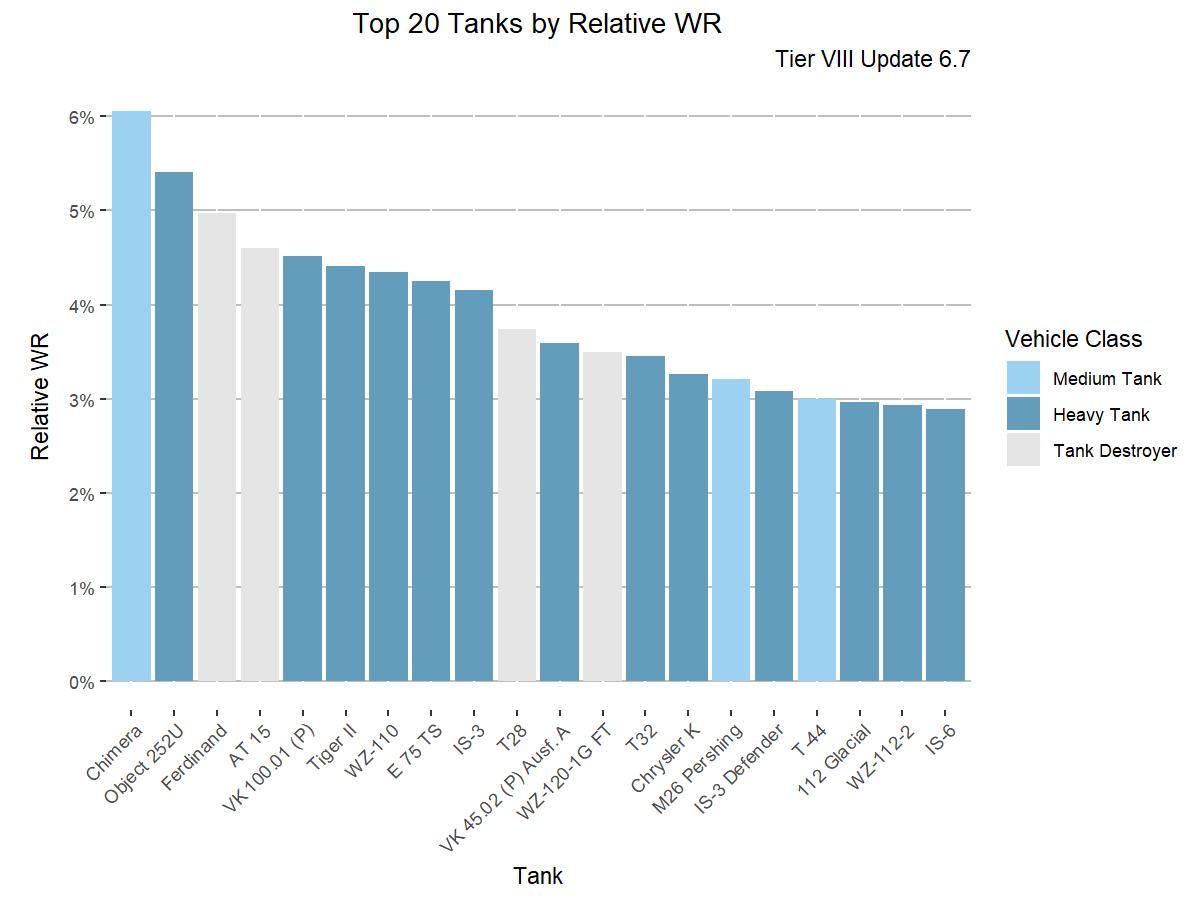 Top 20 Tanks by Relative WR
Tier VIII Update 6.7
6%
5%
4%
3%
2%
1%
0%
Relative WR
Chimera
Object 252U
Ferdinand
AT 15
VK 100.01 (P)
Tiger II
WZ-110
E 75 TS
IS-3
T28
VK 45.02 (P) Ausf. A
WZ-120-1G FT
T32
Chrysler K
M26 Pershing
IS-3 Defender
T-44
112 Glacial
WZ-112-2
IS-6
Tank
Vehicle Class
Medium Tank
Heavy Tank
Tank Destroyer